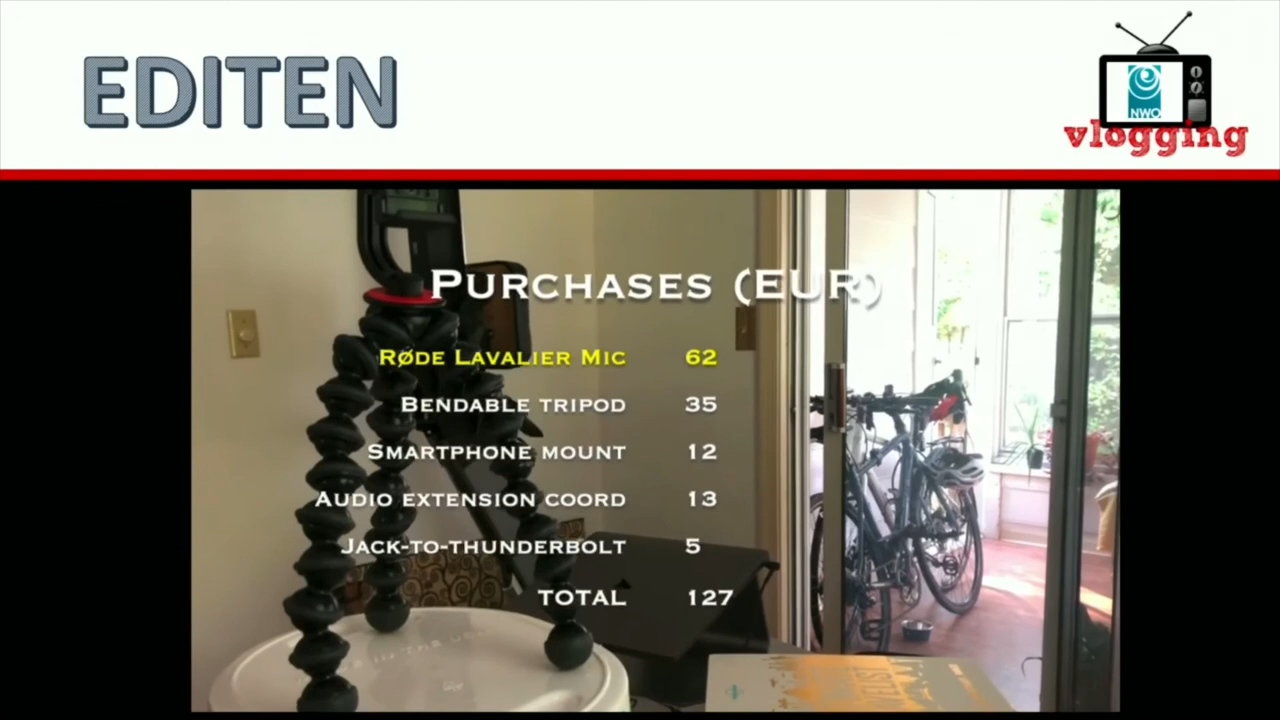 EDITEN
NWO
vlogging
PURCHASES (EUR)
RØDE LAVALIER MIC 62
BENDABLE TRIPOD 35
SMARTPHONE MOUNT 12
AUDIO EXTENSION COORD 13
JACK-TO-THUNDERBOLT 5
TOTAL 127